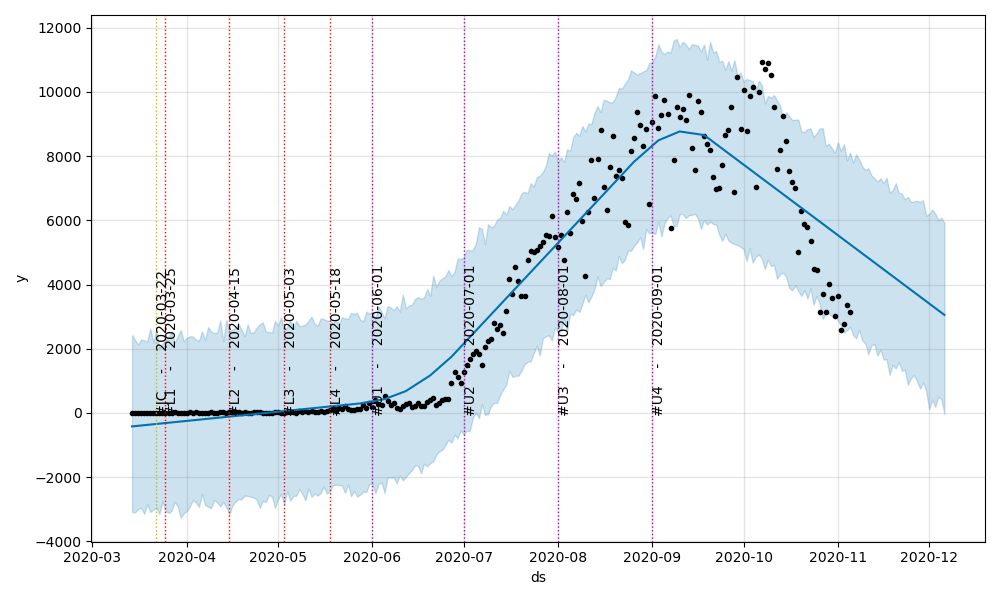 12000
10000
8000
6000
4000
2000
0
−2000
−4000
y
#JC - 2020-03-22
#L1 - 2020-03-25
#L2 - 2020-04-15
#L3 - 2020-05-03
#L4 - 2020-05-18
#U1 - 2020-06-01
#U2 - 2020-07-01
#U3 - 2020-08-01
#U4 - 2020-09-01
2020-03 2020-04 2020-05 2020-06 2020-07 2020-08 2020-09 2020-10 2020-11 2020-12
ds